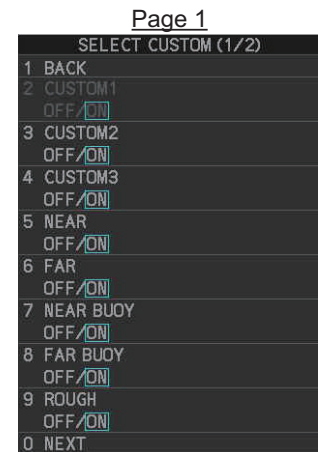 Page 1
SELECT CUSTOM (1/2)
1 BACK
2 CUSTOM1
OFF/ON
3 CUSTOM2
OFF/ON
4 CUSTOM3
OFF/ON
5 NEAR
OFF/ON
6 FAR
OFF/ON
7 NEAR BUOY
OFF/ON
8 FAR BUOY
OFF/ON
9 ROUGH
OFF/ON
0 NEXT